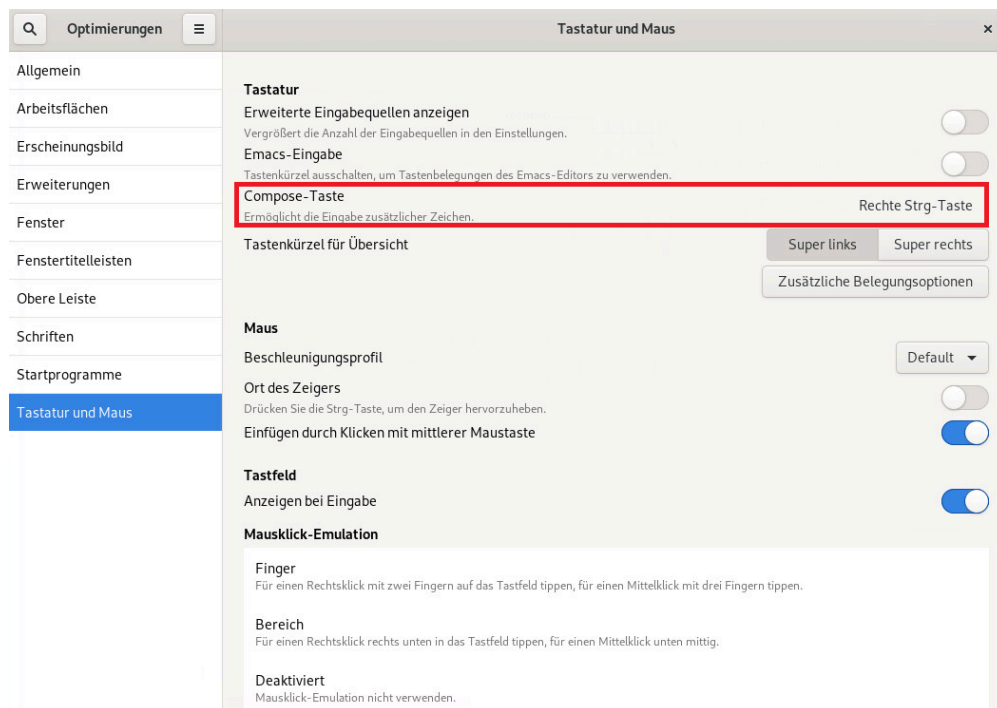 Optimierungen
Tastatur und Maus
Allgemein
Arbeitsflächen
Erscheinungsbild
Erweiterungen
Fenster
Fenstertitelleisten
Obere Leiste
Schriften
Startprogramme
Tastatur und Maus
Tastatur
Erweiterte Eingabequellen anzeigen
Vergrößert die Anzahl der Eingabequellen in den Einstellungen.
Emacs-Eingabe
Tastenkürzel ausschalten, um Tastenbelegungen des Emacs-Editors zu verwenden.
Compose-Taste
Rechte Strg-Taste
Ermöglicht die Eingabe zusätzlicher Zeichen.
Tastenkürzel für Übersicht
Super links
Super rechts
Zusätzliche Belegungsoptionen
Maus
Beschleunigungsprofil
Default
Ort des Zeigers
Drücken Sie die Strg-Taste, um den Zeiger hervorzuheben.
Einfügen durch Klicken mit mittlerer Maustaste
Tastfeld
Anzeigen bei Eingabe
Mausklick-Emulation
Finger
Für einen Rechtsklick mit zwei Fingern auf das Tastfeld tippen, für einen Mittelklick mit drei Fingern tippen.
Bereich
Für einen Rechtsklick rechts unten in das Tastfeld tippen, für einen Mittelklick unten mittig.
Deaktiviert
Mausklick-Emulation nicht verwenden.